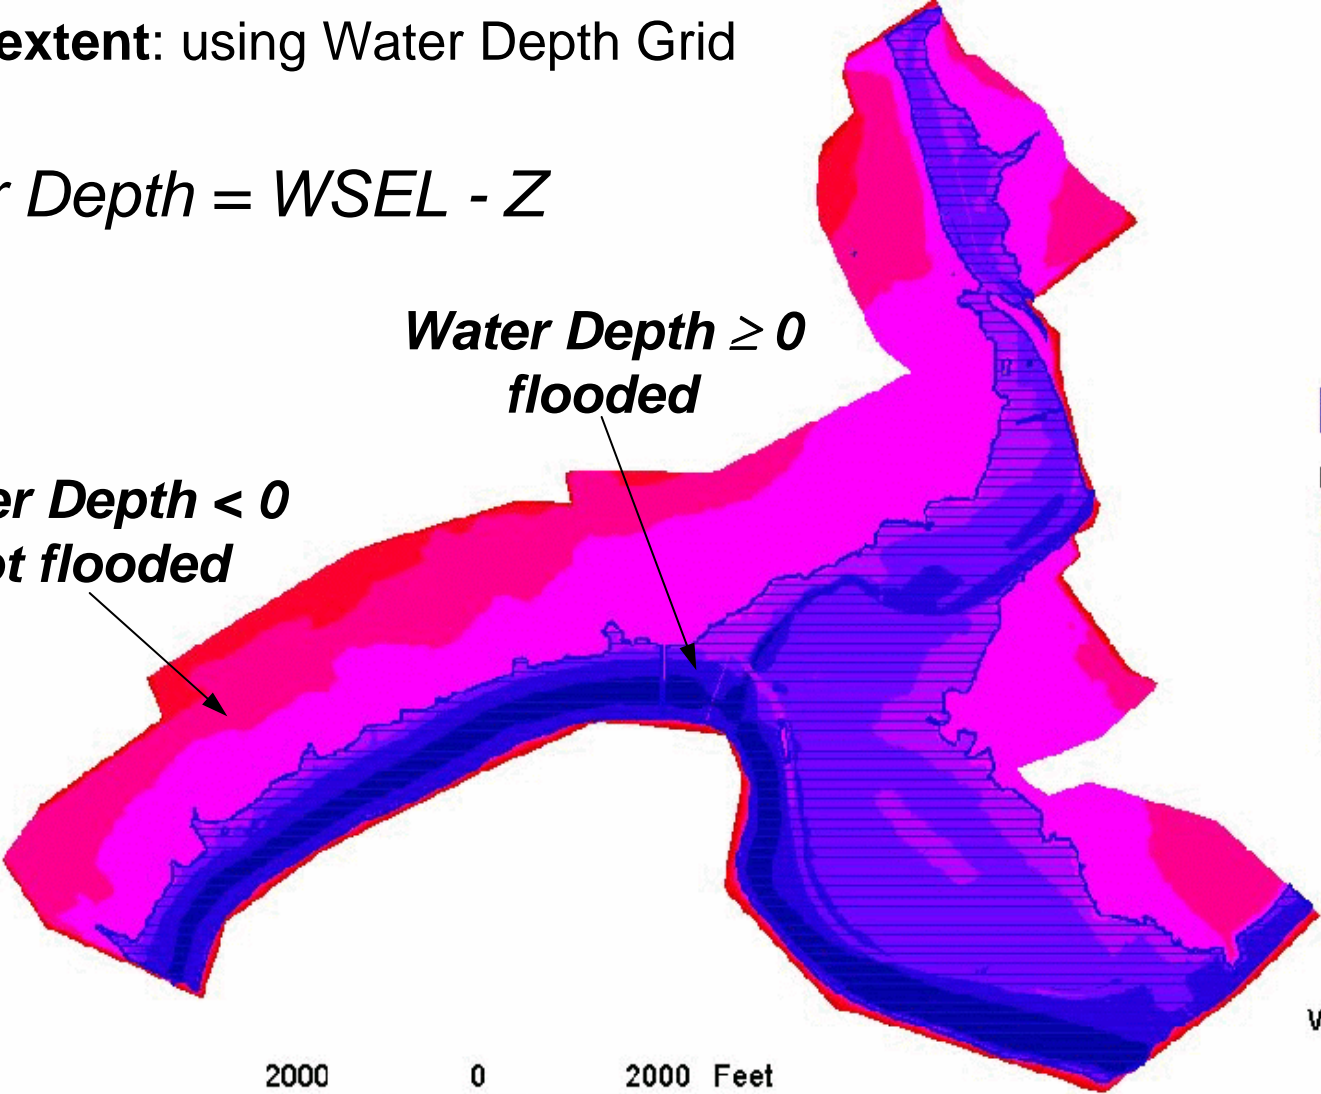 extent: using Water Depth Grid
r Depth = WSEL - Z
Water Depth ≥ 0
flooded
er Depth < 0
ot flooded
2000 0 2000 Feet